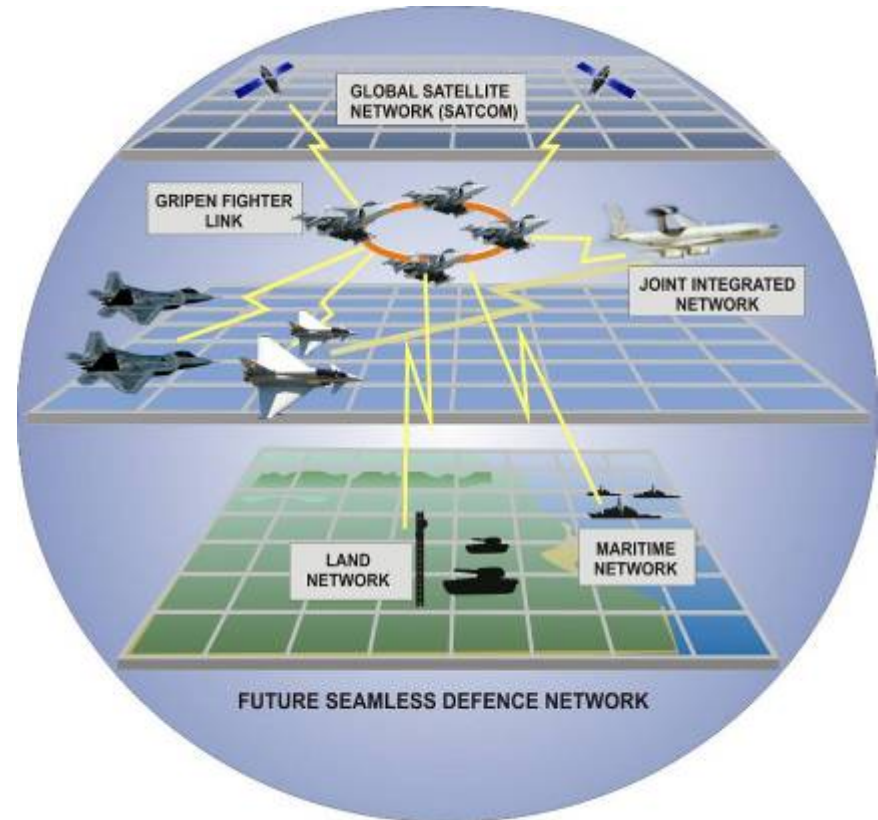 GLOBAL SATELLITE
NETWORK (SATCOM)
GRIPEN FIGHTER
LINK
JOINT INTEGRATED
NETWORK
LAND
NETWORK
MARITIME
NETWORK
FUTURE SEAMLESS DEFENCE NETWORK